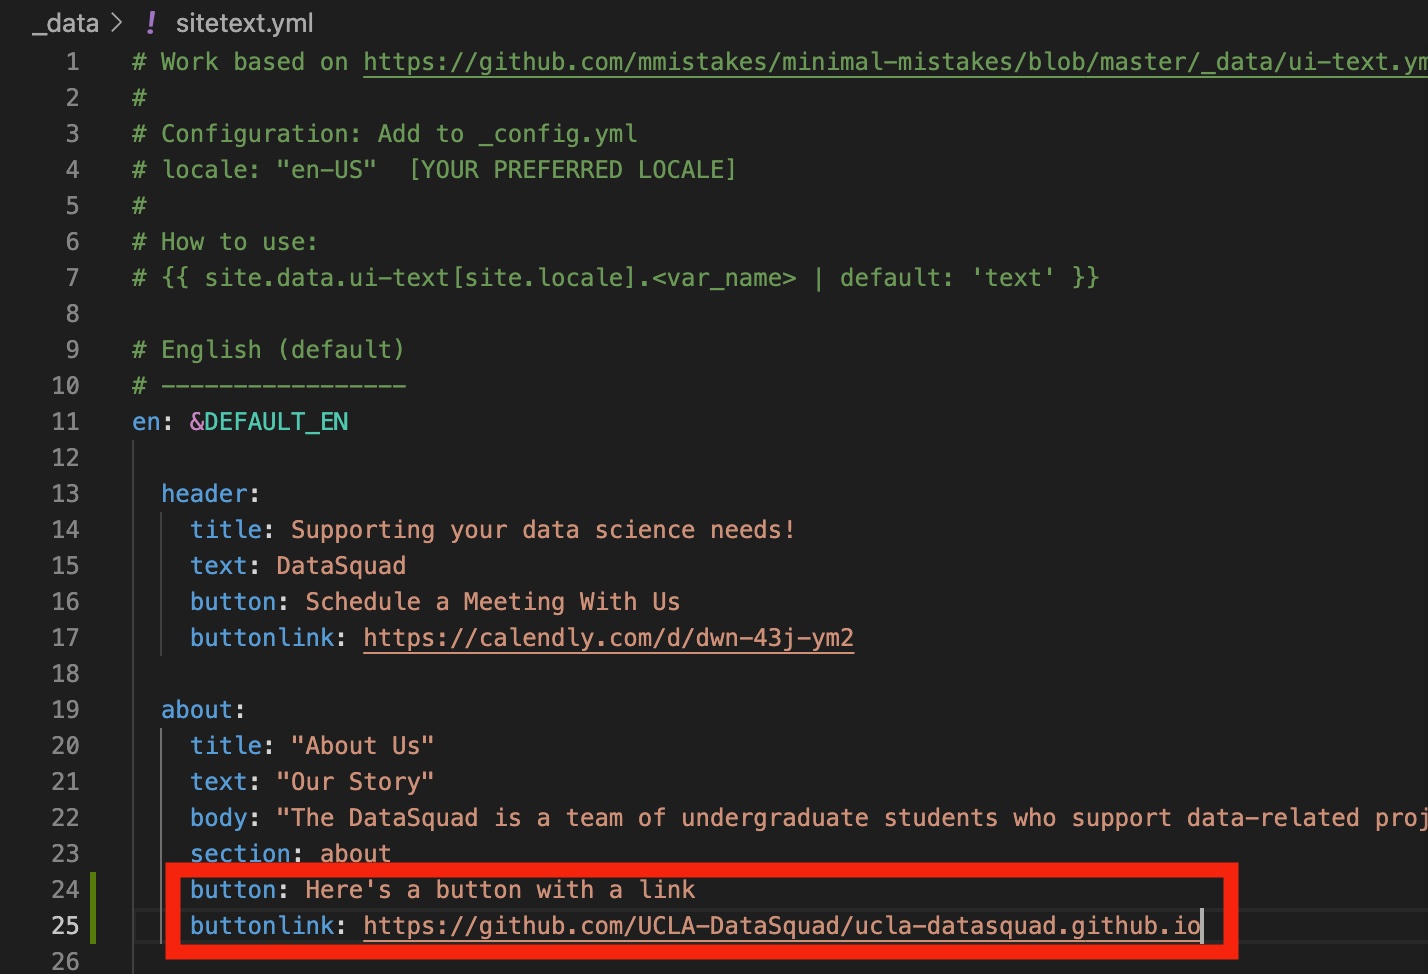 _data > ! sitetext.yml
1 # Work based on https://github.com/mmistakes/minimal-mistakes/blob/master/_data/ui-text.ym
2 #
3 # Configuration: Add to _config.yml
4 # locale: "en-US"  [YOUR PREFERRED LOCALE]
5 #
6 # How to use:
7 # {{ site.data.ui-text[site.locale].<var_name> | default: 'text' }}
8
9 # English (default)
10 # -----------------
11 en: &DEFAULT_EN
12
13   header:
14     title: Supporting your data science needs!
15     text: DataSquad
16     button: Schedule a Meeting With Us
17     buttonlink: https://calendly.com/d/dwn-43j-ym2
18
19   about:
20     title: "About Us"
21     text: "Our Story"
22     body: "The DataSquad is a team of undergraduate students who support data-related proj
23     section: about
24     button: Here's a button with a link
25     buttonlink: https://github.com/UCLA-DataSquad/ucla-datasquad.github.io
26